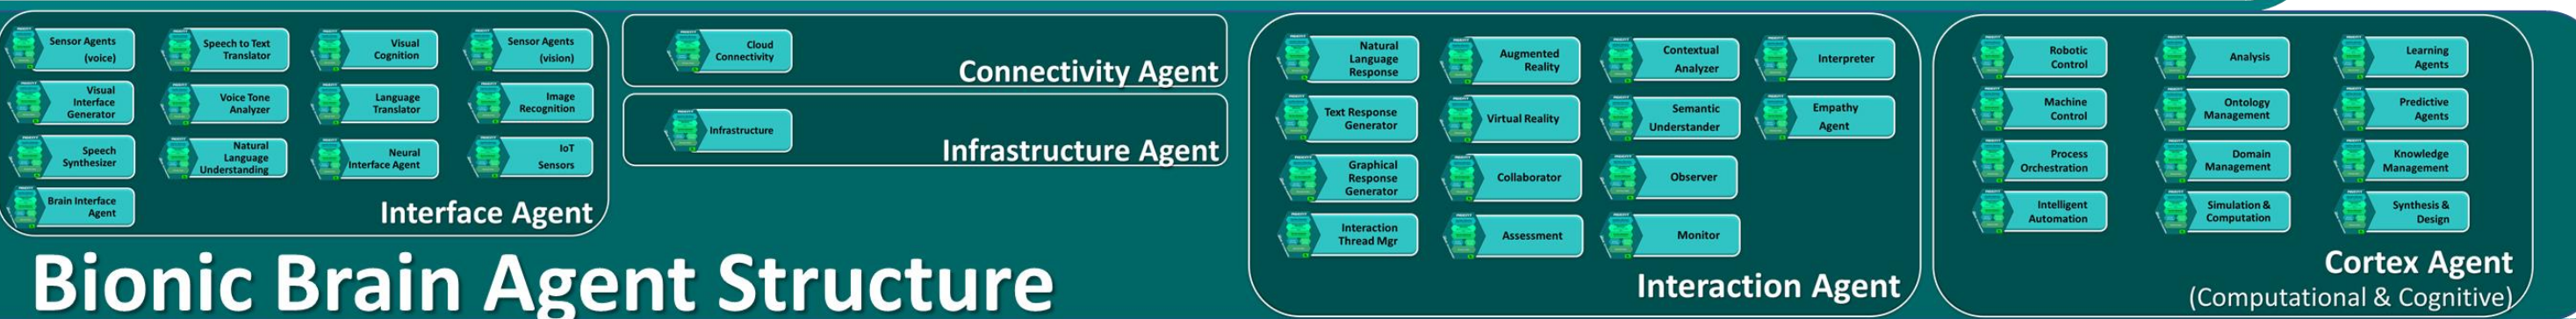 Sensor Agents
(voice)
Speech to Text
Translator
Visual
Cognition
Sensor Agents
(vision)
Visual
Interface
Generator
Voice Tone
Analyzer
Language
Translator
Image
Recognition
Speech
Synthesizer
Natural
Language
Understanding
Neural
Interface Agent
IoT
Sensors
Brain Interface
Agent
Interface Agent
Cloud
Connectivity
Connectivity Agent
Infrastructure
Infrastructure Agent
Natural
Language
Response
Augmented
Reality
Contextual
Analyzer
Interpreter
Text Response
Generator
Virtual Reality
Semantic
Understander
Empathy
Agent
Graphical
Response
Generator
Collaborator
Observer
Interaction
Thread Mgr
Assessment
Monitor
Interaction Agent
Robotic
Control
Analysis
Learning
Agents
Machine
Control
Ontology
Management
Predictive
Agents
Process
Orchestration
Domain
Management
Knowledge
Management
Intelligent
Automation
Simulation &
Computation
Synthesis &
Design
Cortex Agent
(Computational & Cognitive)
Bionic Brain Agent Structure